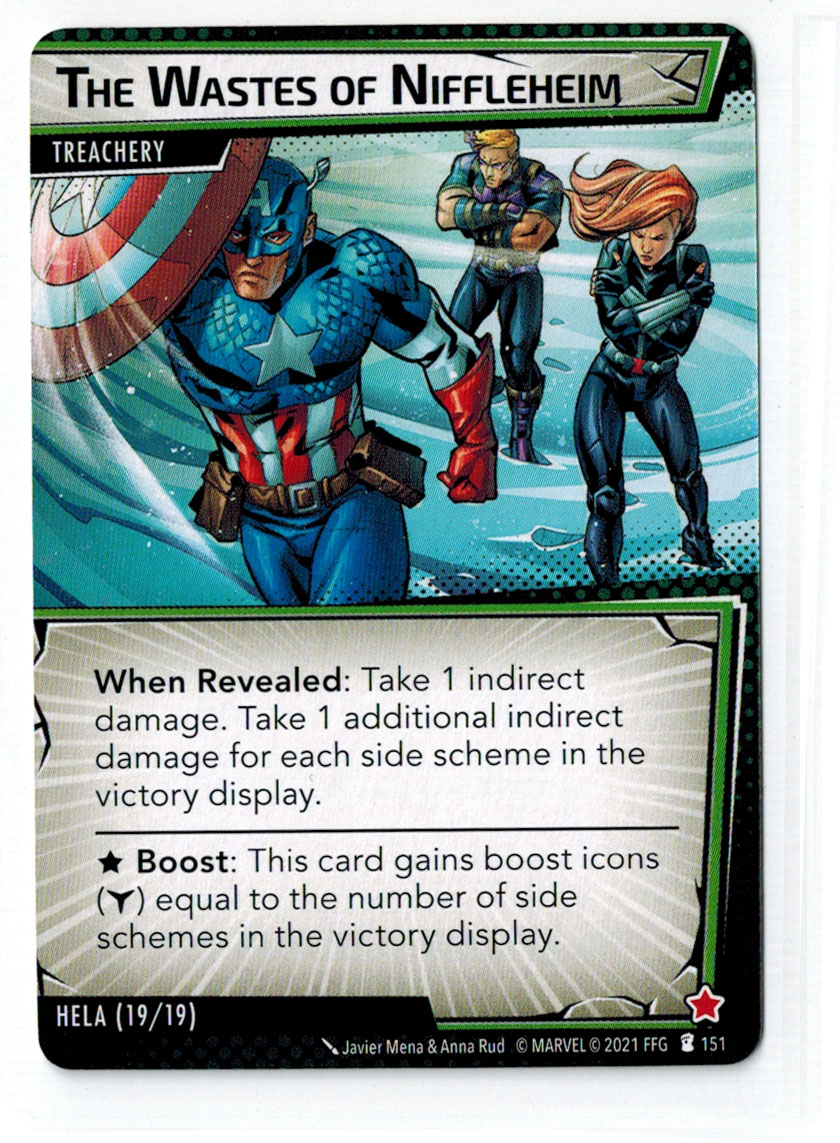 THE WASTES OF NIFFLEHEIM
TREACHERY
A
When Revealed: Take 1 indirect
damage. Take 1 additional indirect
damage for each side scheme in the
victory display.
★ Boost: This card gains boost icons
( ) equal to the number of side
schemes in the victory display.
HELA (19/19)
Javier Mena & Anna Rud © MARVEL © 2021 FFG 151